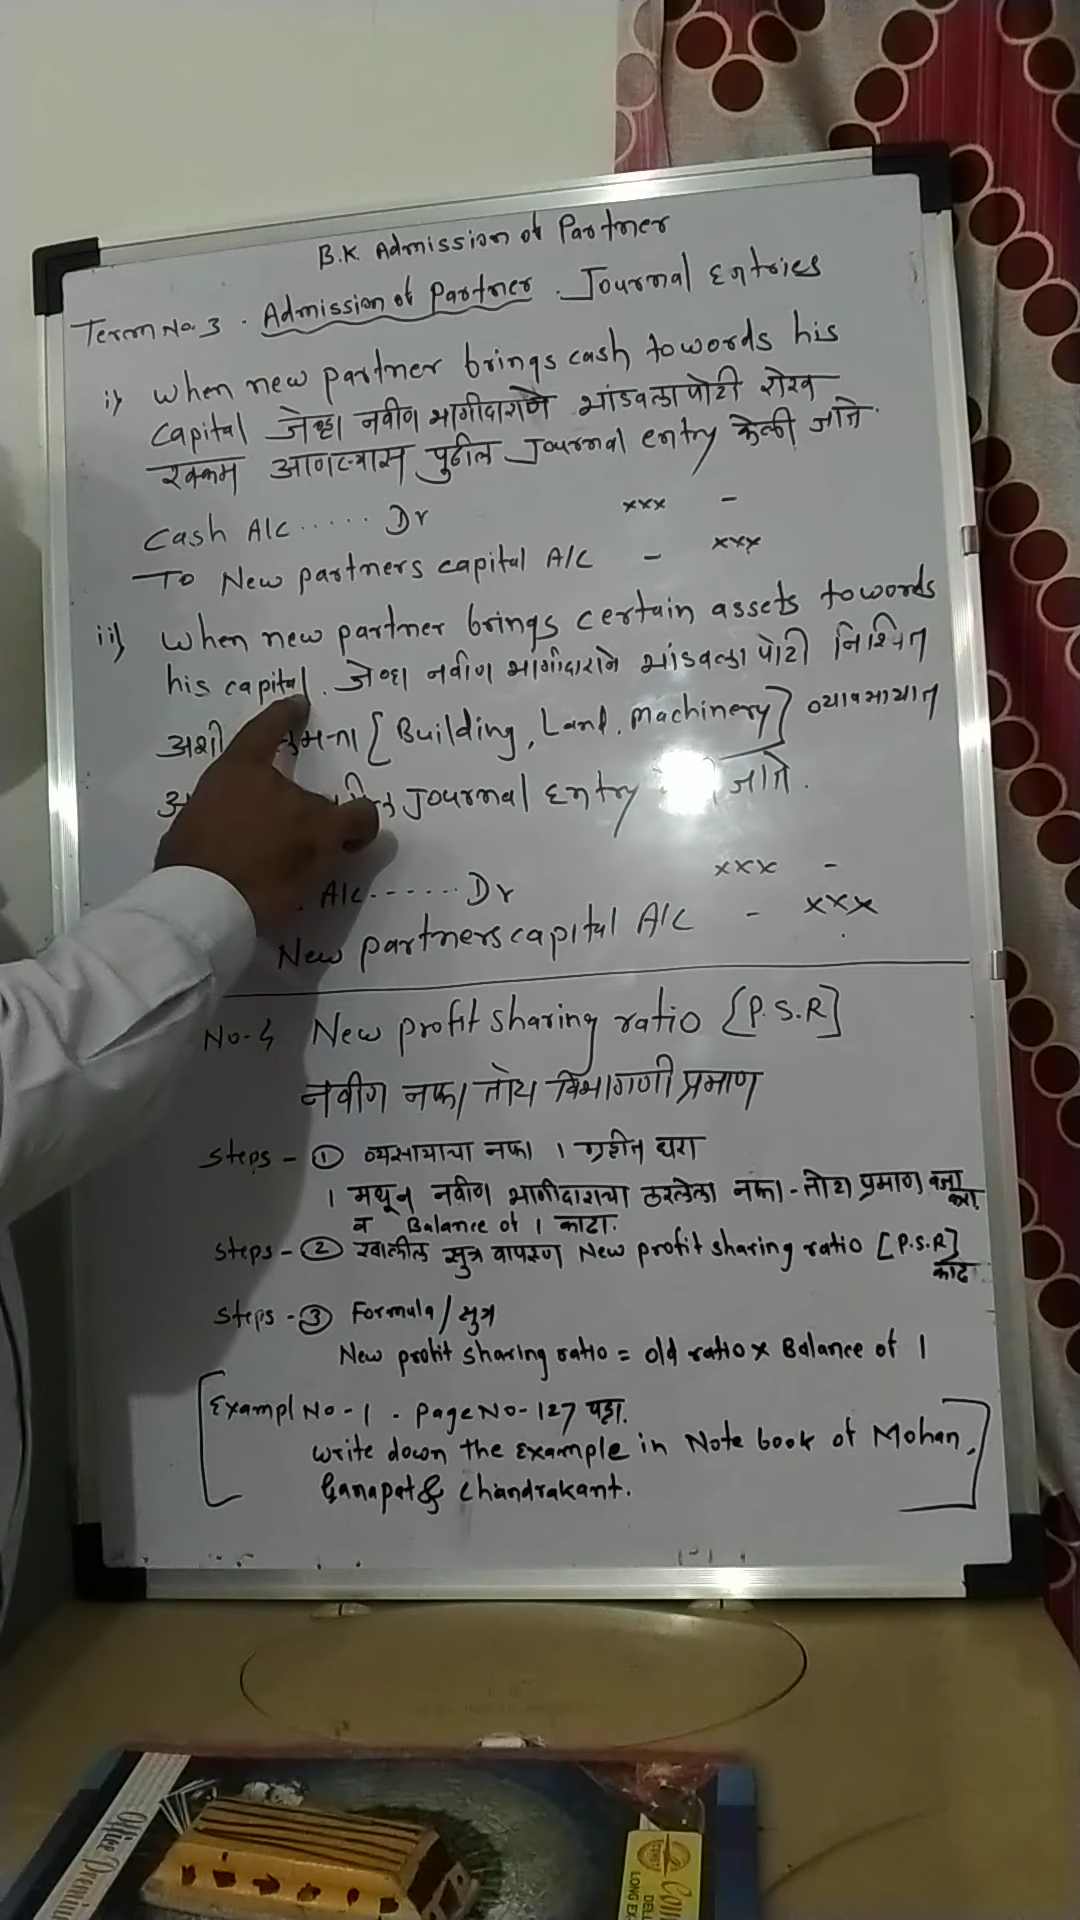 B.K. Admission of Partner
Term No. 3 . Admission of Partner . Journal Entries
i) When new partner brings cash towords his
capital जेव्हा नवीण भागीदाराने भांडवलापोटी रोख
रक्कम आणल्यास पुढील Journal entry केली जाते.
Cash A/c ..... Dr xxx -
To New partners capital A/C - xxx
ii) When new partner brings certain assets towords
his capital. जेव्हा नवीण भागीदाराने भांडवलापोटी निश्चित
अशी [Building, Land, Machinery] व्यावसायात
Journal Entry जाते.
A/c ...... Dr xxx -
New partners capital A/C - xxx
No-4 New profit sharing ratio [P.S.R]
नवीण नफा तोटा विभागणी प्रमाण
Steps - ① व्यसायाचा नफा 1 ग्रहीत धरा
1 मधून नवीण भागीदाराचा ठरलेला नफा-तोटा प्रमाण वजा करा.
व Balance of 1 काढा.
Steps - ② खालील सुत्र वापरुण New profit sharing ratio [P.S.R] काढ
Steps - ③ Formula/सुत्र
New profit sharing ratio = old ratio x Balance of 1
Exampl No-1 . page No-127 पहा.
Write down the Example in Note book of Mohan,
Ganapat & Chandrakant.
Office Premium
LONG EX